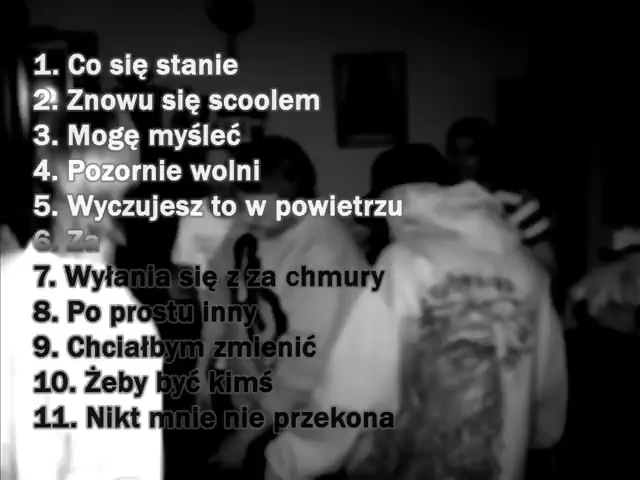 1. Co się stanie
2. Znowu się scoolem
3. Mogę myśleć
4. Pozornie wolni
5. Wyczujesz to w powietrzu
6. Za
7. Wyłania się z za chmury
8. Po prostu inny
9. Chciałbym zmienić
10. Żeby być kimś
11. Nikt mnie nie przekona